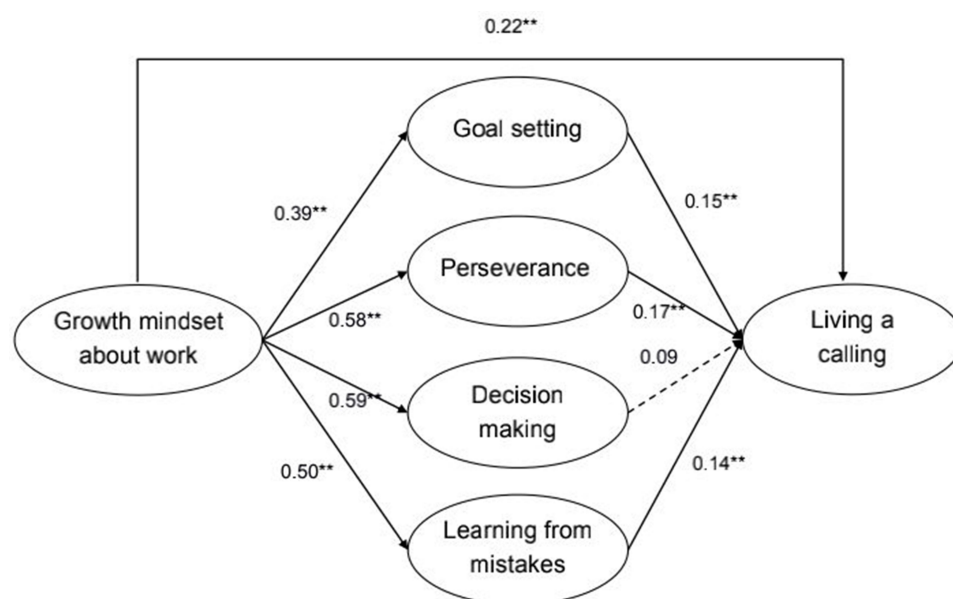 0.22**
Goal setting
0.39**
0.15**
Perseverance
0.58**
0.17**
Growth mindset
about work
Living a
calling
0.09
0.59**
Decision
making
0.50**
0.14**
Learning from
mistakes